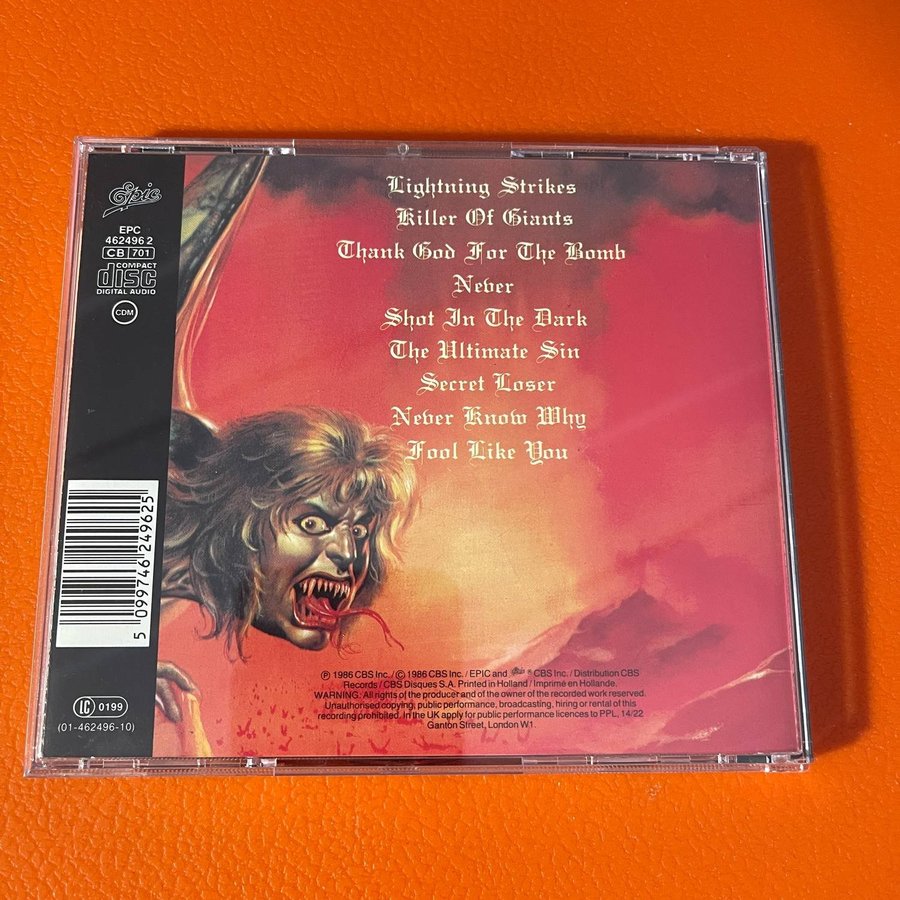 Lightning Strikes
Killer Of Giants
Thank God For The Bomb
Never
Shot In The Dark
The Ultimate Sin
Secret Loser
Never Know Why
Fool Like You
Epic
EPC
462496 2
CB 701
COMPACT
disc
DIGITAL AUDIO
CDM
5 099746 249625
LC 0199
(01-462496-10)
℗ 1986 CBS Inc. / © 1986 CBS Inc. / EPIC and Epic ® CBS Inc. / Distribution CBS
Records / CBS Disques S.A. Printed in Holland / Imprimé en Hollande.
WARNING: All rights of the producer and of the owner of the recorded work reserved.
Unauthorised copying, public performance, broadcasting, hiring or rental of this
recording prohibited. In the UK apply for public performance licences to PPL, 14/22
Ganton Street, London W1